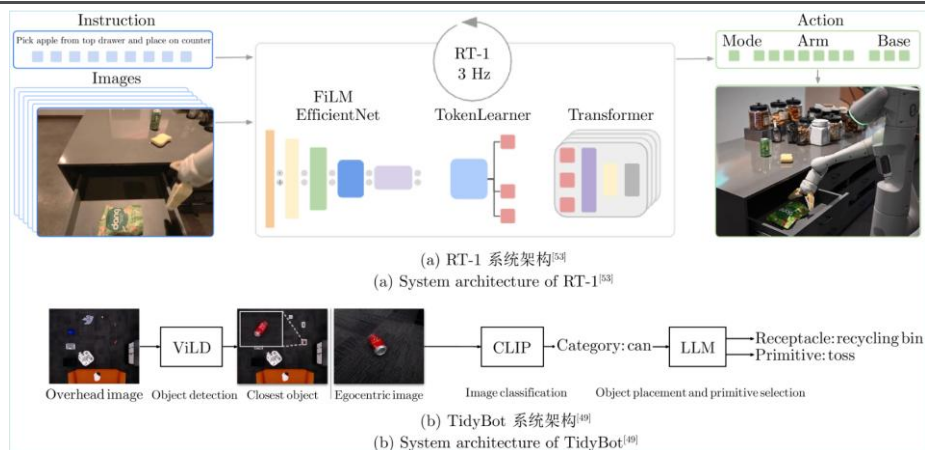 Instruction
Pick apple from top drawer and place on counter
Images
RT-1
3 Hz
FiLM
EfficientNet
TokenLearner
Transformer
Action
Mode Arm Base
(a) RT-1 系统架构[53]
(a) System architecture of RT-1[53]
ViLD
CLIP
Category: can
LLM
Receptacle: recycling bin
Primitive: toss
Overhead image
Object detection
Closest object
Egocentric image
Image classification
Object placement and primitive selection
(b) TidyBot 系统架构[49]
(b) System architecture of TidyBot[49]